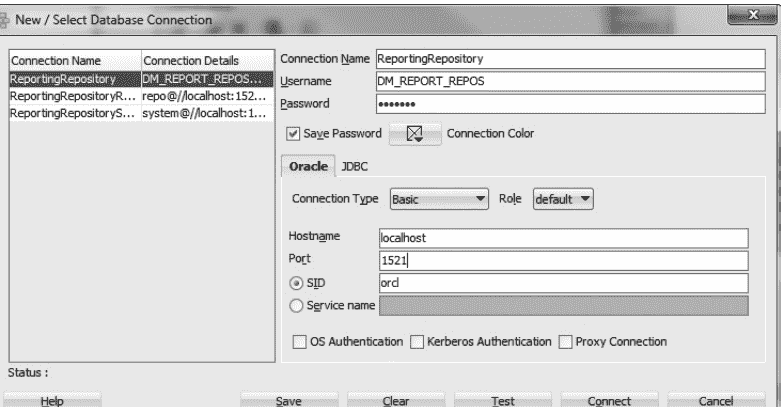 New / Select Database Connection
Connection Name Connection Details
ReportingRepository DM_REPORT_REPOS...
ReportingRepositoryR... repo@//localhost:152...
ReportingRepositoryS... system@//localhost:1...
Connection Name ReportingRepository
Username DM_REPORT_REPOS
Password •••••••
Save Password Connection Color
Oracle JDBC
Connection Type Basic Role default
Hostname localhost
Port 1521
SID orcl
Service name
OS Authentication Kerberos Authentication Proxy Connection
Status :
Help Save Clear Test Connect Cancel